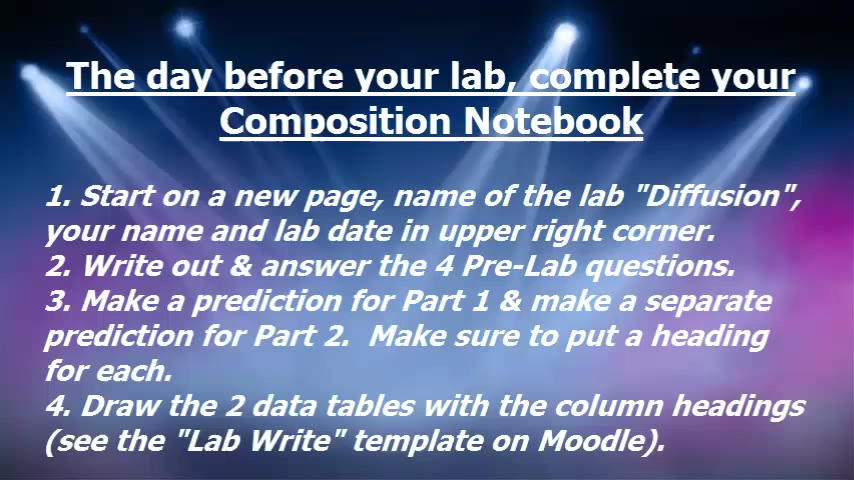 The day before your lab, complete your
Composition Notebook
1. Start on a new page, name of the lab "Diffusion",
your name and lab date in upper right corner.
2. Write out & answer the 4 Pre-Lab questions.
3. Make a prediction for Part 1 & make a separate
prediction for Part 2.  Make sure to put a heading
for each.
4. Draw the 2 data tables with the column headings
(see the "Lab Write" template on Moodle).